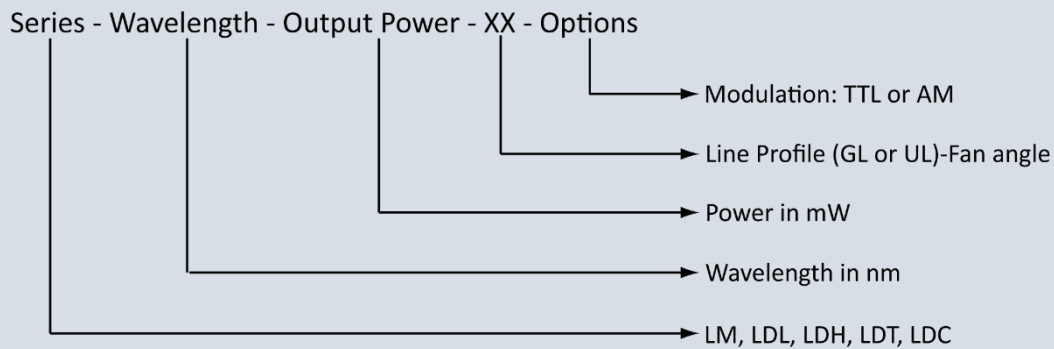 Series - Wavelength - Output Power - XX - Options
Modulation: TTL or AM
Line Profile (GL or UL)-Fan angle
Power in mW
Wavelength in nm
LM, LDL, LDH, LDT, LDC